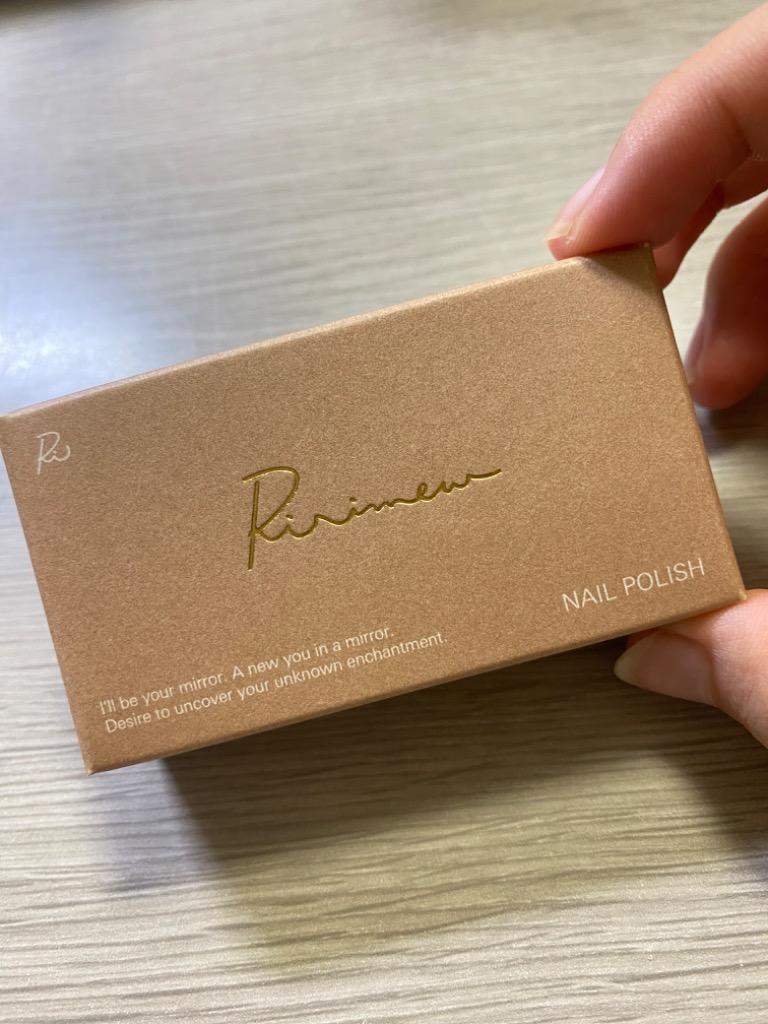 Ri
Ririmew
NAIL POLISH
I'll be your mirror. A new you in a mirror.
Desire to uncover your unknown enchantment.